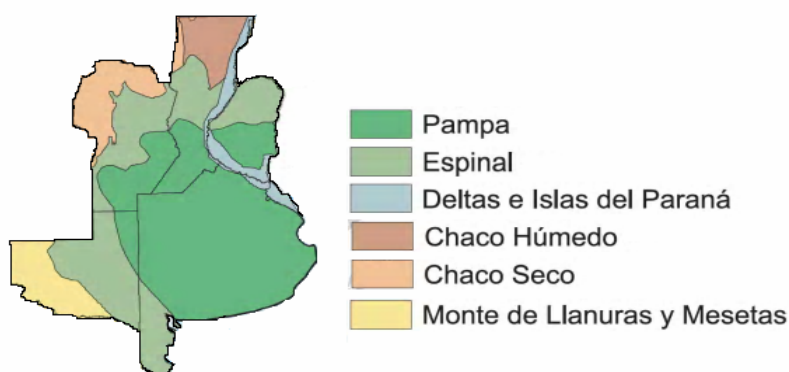 Pampa
Espinal
Deltas e Islas del Paraná
Chaco Húmedo
Chaco Seco
Monte de Llanuras y Mesetas